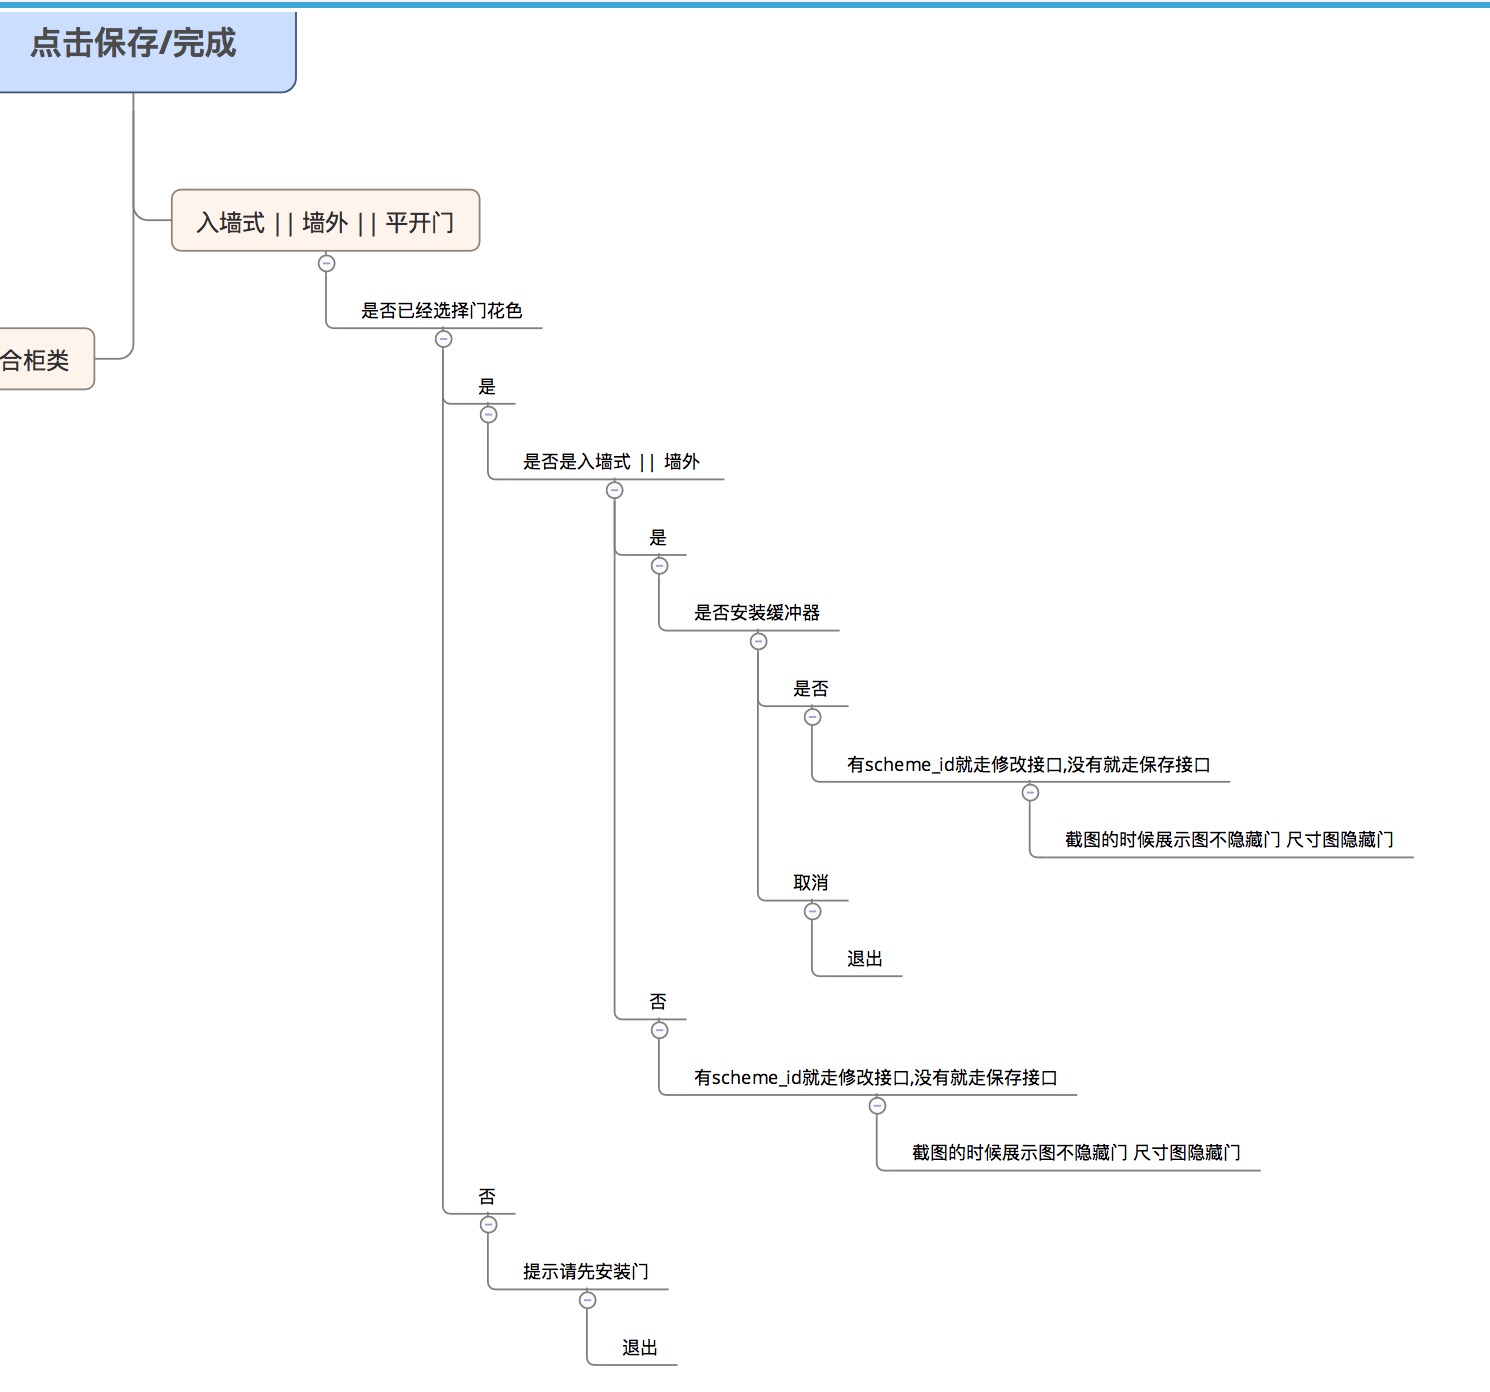 点击保存/完成
入墙式 || 墙外 || 平开门
是否已经选择门花色
合柜类
是
是否是入墙式 || 墙外
是
是否安装缓冲器
是否
有scheme_id就走修改接口,没有就走保存接口
截图的时候展示图不隐藏门 尺寸图隐藏门
取消
退出
否
有scheme_id就走修改接口,没有就走保存接口
截图的时候展示图不隐藏门 尺寸图隐藏门
否
提示请先安装门
退出